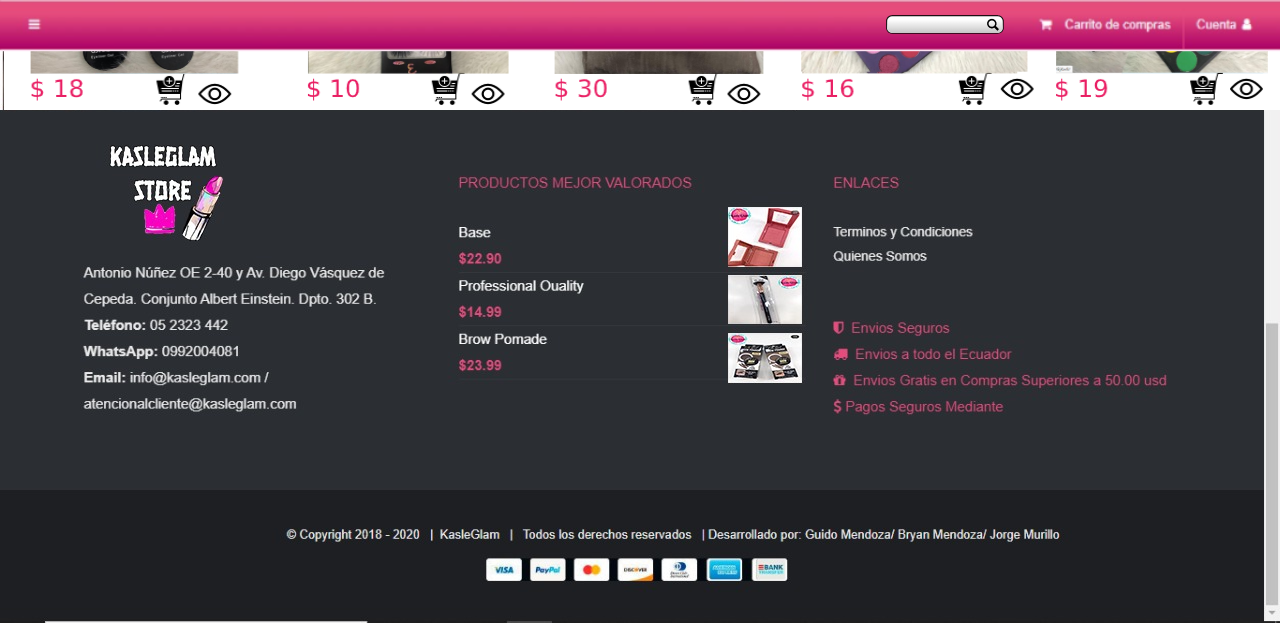 Carrito de compras
Cuenta
$ 18
$ 10
$ 30
$ 16
$ 19
KASLEGLAM
STORE
Antonio Núñez OE 2-40 y Av. Diego Vásquez de
Cepeda. Conjunto Albert Einstein. Dpto. 302 B.
Teléfono: 05 2323 442
WhatsApp: 0992004081
Email: info@kasleglam.com /
atencionalcliente@kasleglam.com
PRODUCTOS MEJOR VALORADOS
Base
$22.90
Professional Ouality
$14.99
Brow Pomade
$23.99
ENLACES
Terminos y Condiciones
Quienes Somos
Envios Seguros
Envios a todo el Ecuador
Envios Gratis en Compras Superiores a 50.00 usd
$ Pagos Seguros Mediante
© Copyright 2018 - 2020 | KasleGlam | Todos los derechos reservados | Desarrollado por: Guido Mendoza/ Bryan Mendoza/ Jorge Murillo
VISA PayPal DISCOVER BANK